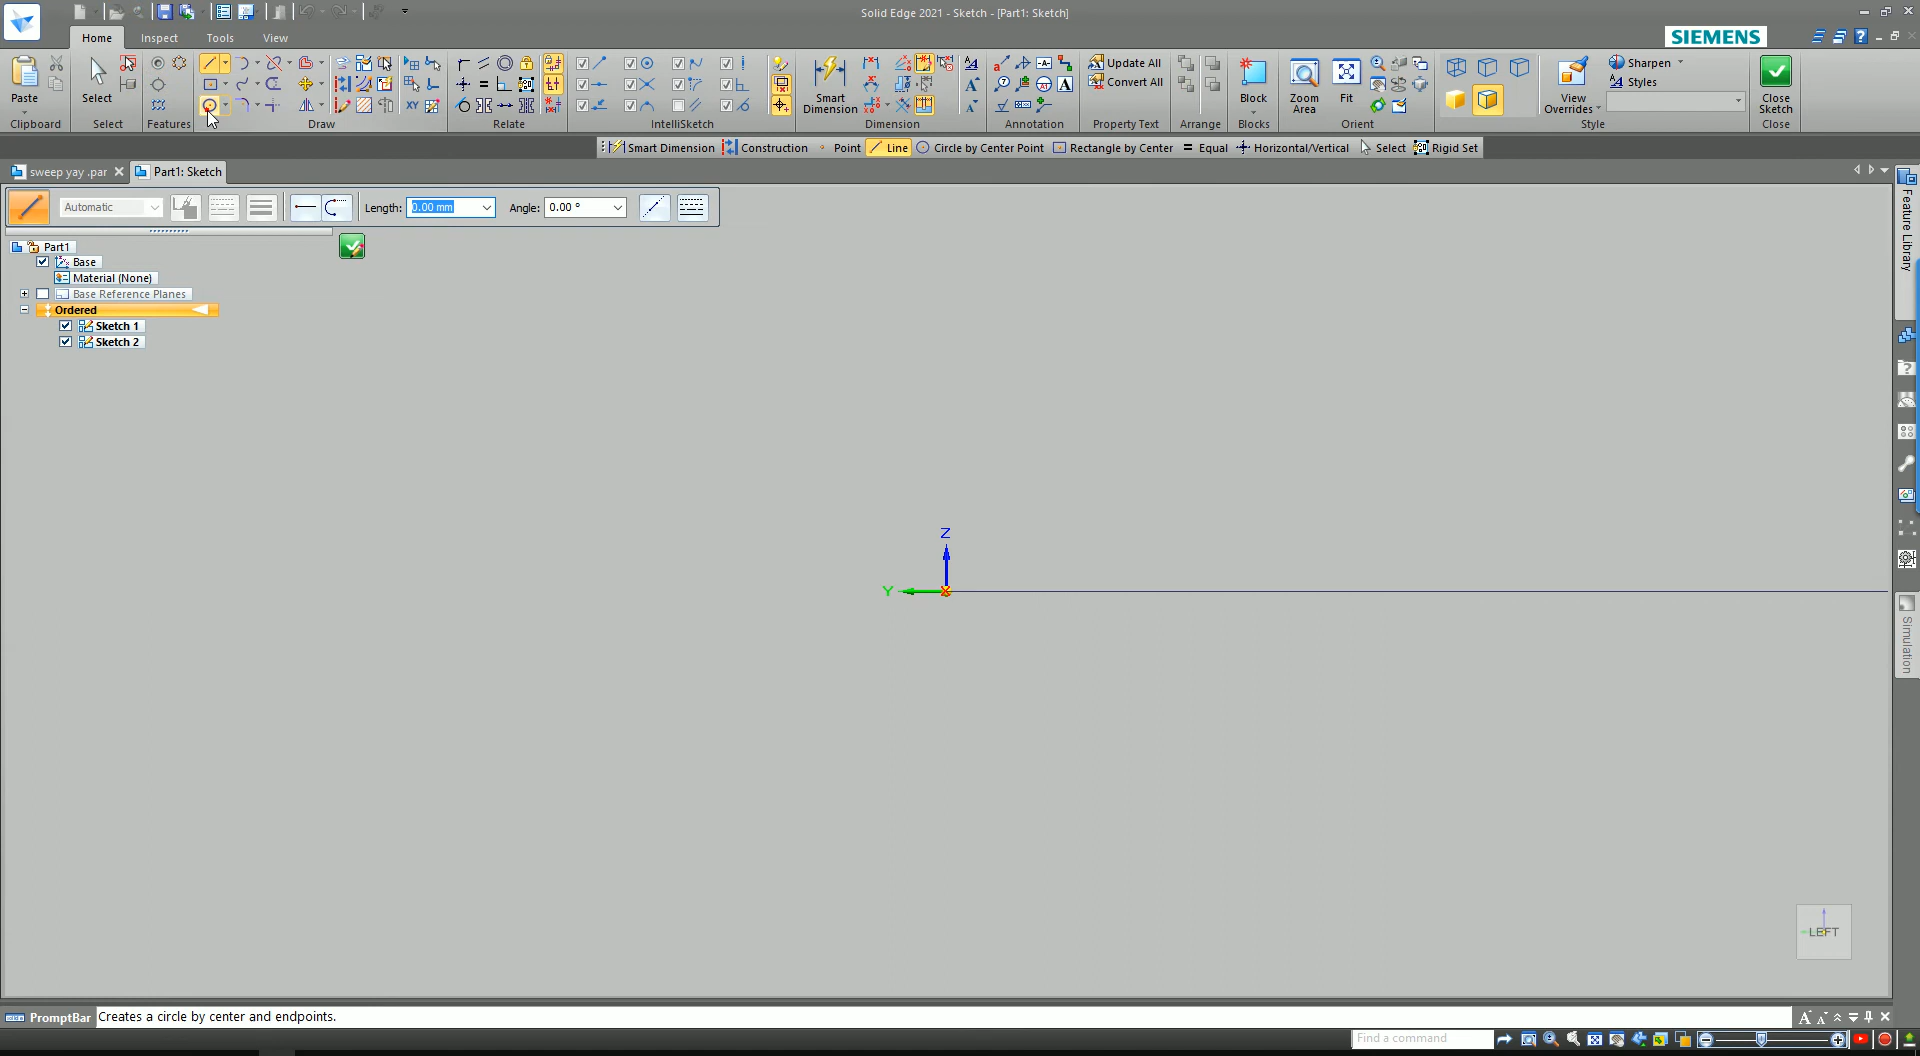 Solid Edge 2021 - Sketch - [Part1: Sketch]
Home Inspect Tools View
SIEMENS
Paste
Clipboard
Select
Select
Features
Draw
Relate
IntelliSketch
Smart
Dimension
Dimension
Annotation
Update All
Convert All
Property Text
Arrange
Block
Blocks
Zoom
Area
Fit
Orient
View
Overrides
Sharpen
Styles
Style
Close
Sketch
Close
Smart Dimension Construction Point Line Circle by Center Point Rectangle by Center Equal Horizontal/Vertical Select Rigid Set
sweep yay .par Part1: Sketch
Automatic Length: 0.00 mm Angle: 0.00 °
Part1
Base
Material (None)
Base Reference Planes
Ordered
Sketch 1
Sketch 2
Z
Y
LEFT
Feature Library
Simulation
PromptBar Creates a circle by center and endpoints.
Find a command